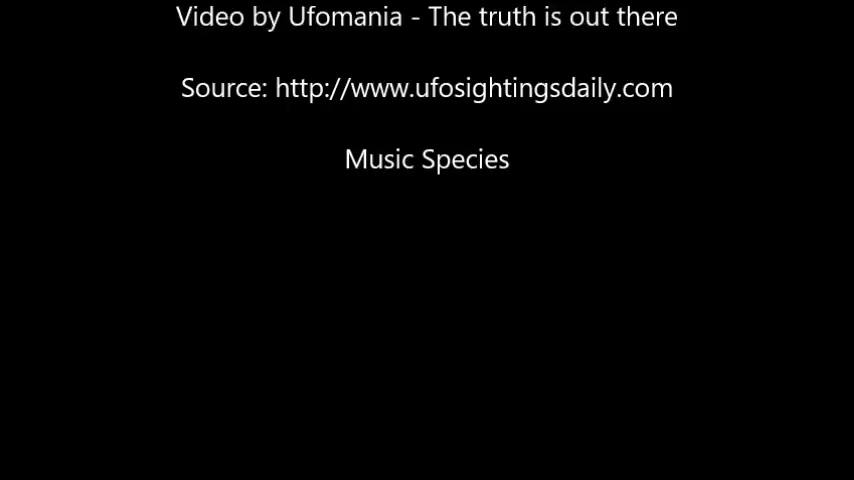 Video by Ufomania - The truth is out there
Source: http://www.ufosightingsdaily.com
Music Species